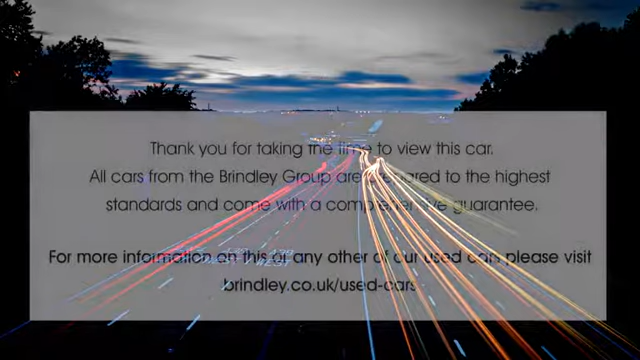 Thank you for taking the time to view this car.
All cars from the Brindley Group are prepared to the highest
standards and come with a comprehensive guarantee.
For more information on this or any other of our used cars please visit
brindley.co.uk/used-cars